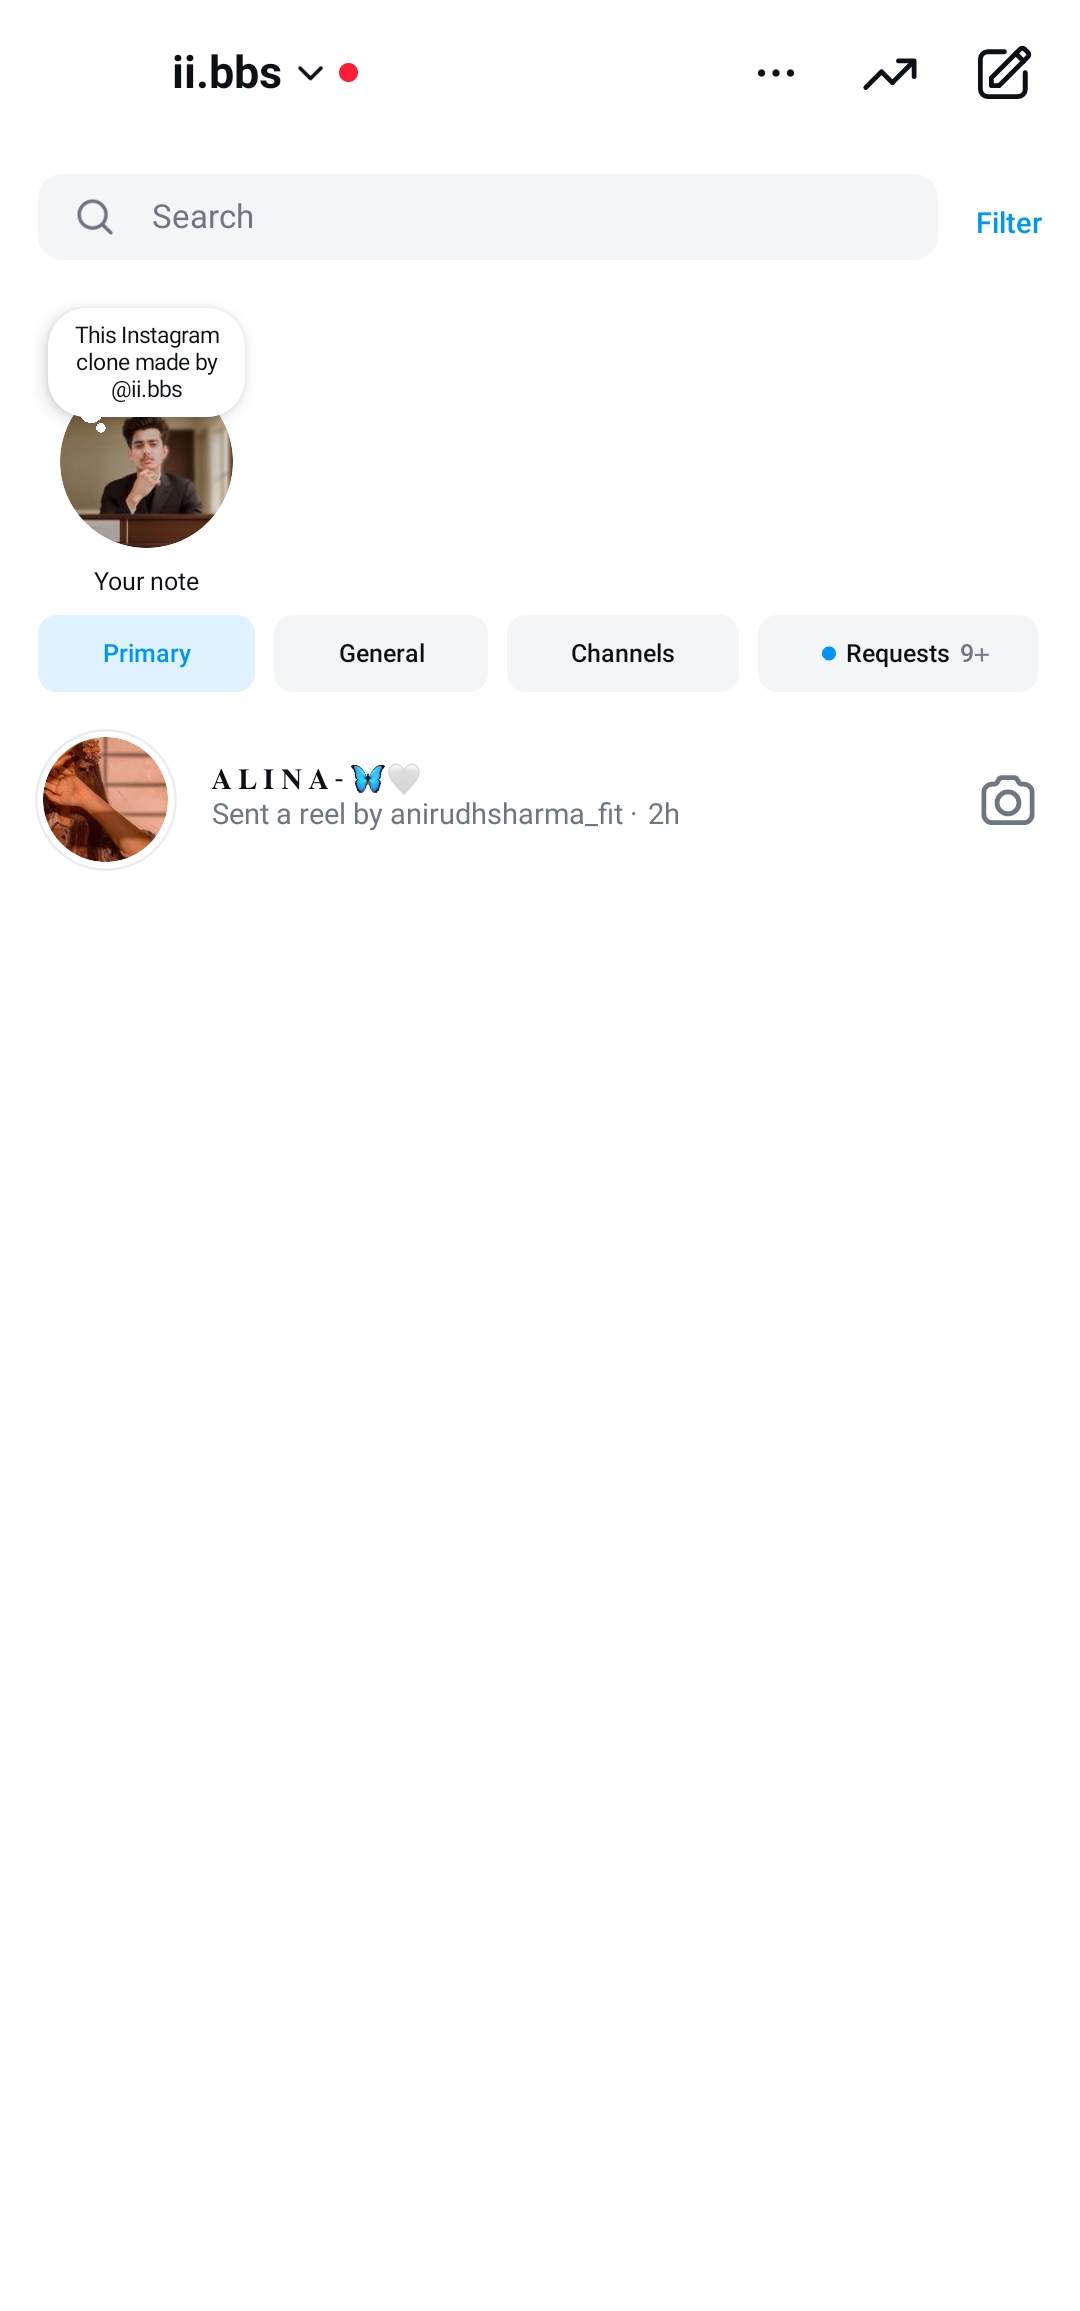 ii.bbs
Search
Filter
This Instagram
clone made by
@ii.bbs
Your note
Primary
General
Channels
Requests 9+
𝐀 𝐋 𝐈 𝐍 𝐀 - 🦋🤍
Sent a reel by anirudhsharma_fit · 2h